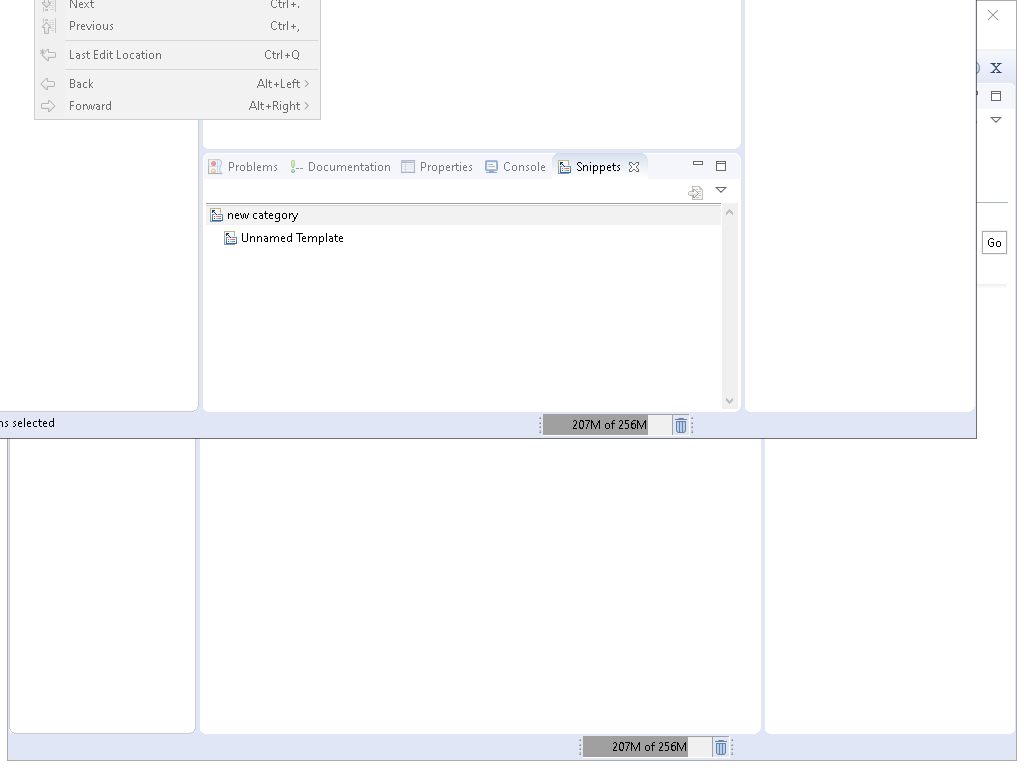 Next Ctrl+.
Previous Ctrl+,
Last Edit Location Ctrl+Q
Back Alt+Left
Forward Alt+Right
X
Problems Documentation Properties Console Snippets
new category
Unnamed Template
Go
selected
207M of 256M
207M of 256M